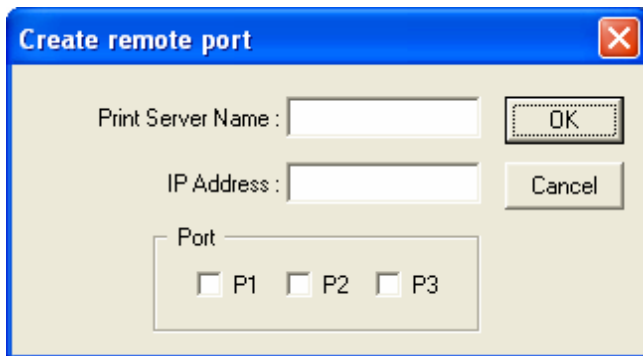 Create remote port
Print Server Name :
OK
IP Address :
Cancel
Port
P1 P2 P3